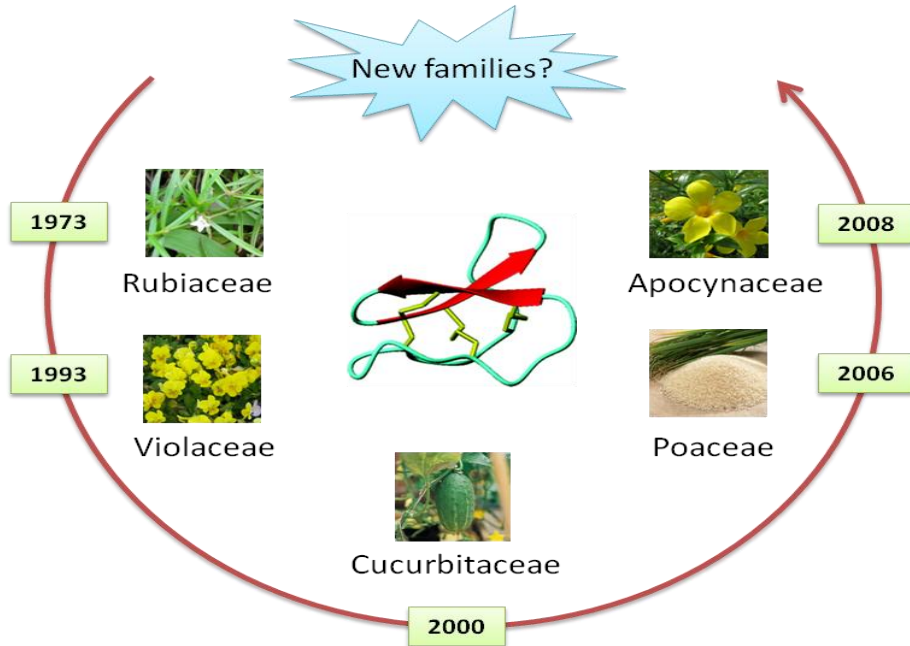 New families?
1973
Rubiaceae
1993
Violaceae
Cucurbitaceae
2000
Poaceae
2006
Apocynaceae
2008